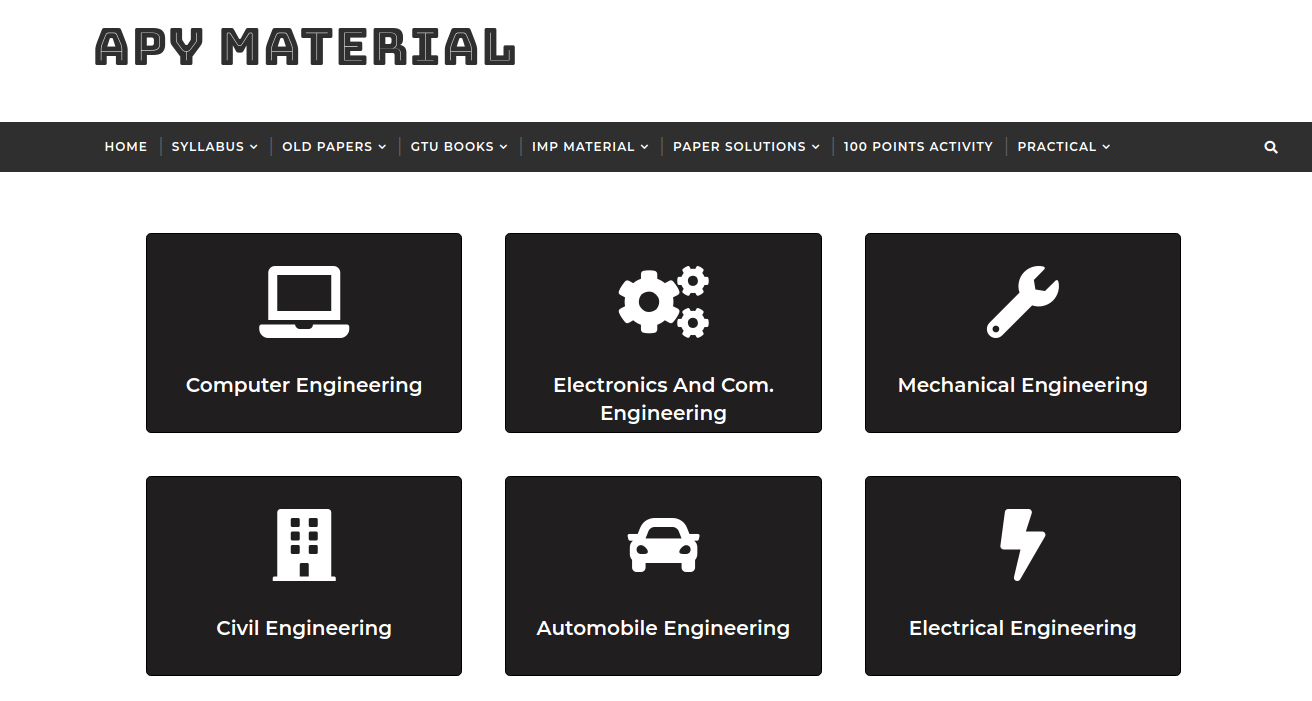 APY MATERIAL
HOME SYLLABUS OLD PAPERS GTU BOOKS IMP MATERIAL PAPER SOLUTIONS 100 POINTS ACTIVITY PRACTICAL
Computer Engineering
Electronics And Com.
Engineering
Mechanical Engineering
Civil Engineering
Automobile Engineering
Electrical Engineering